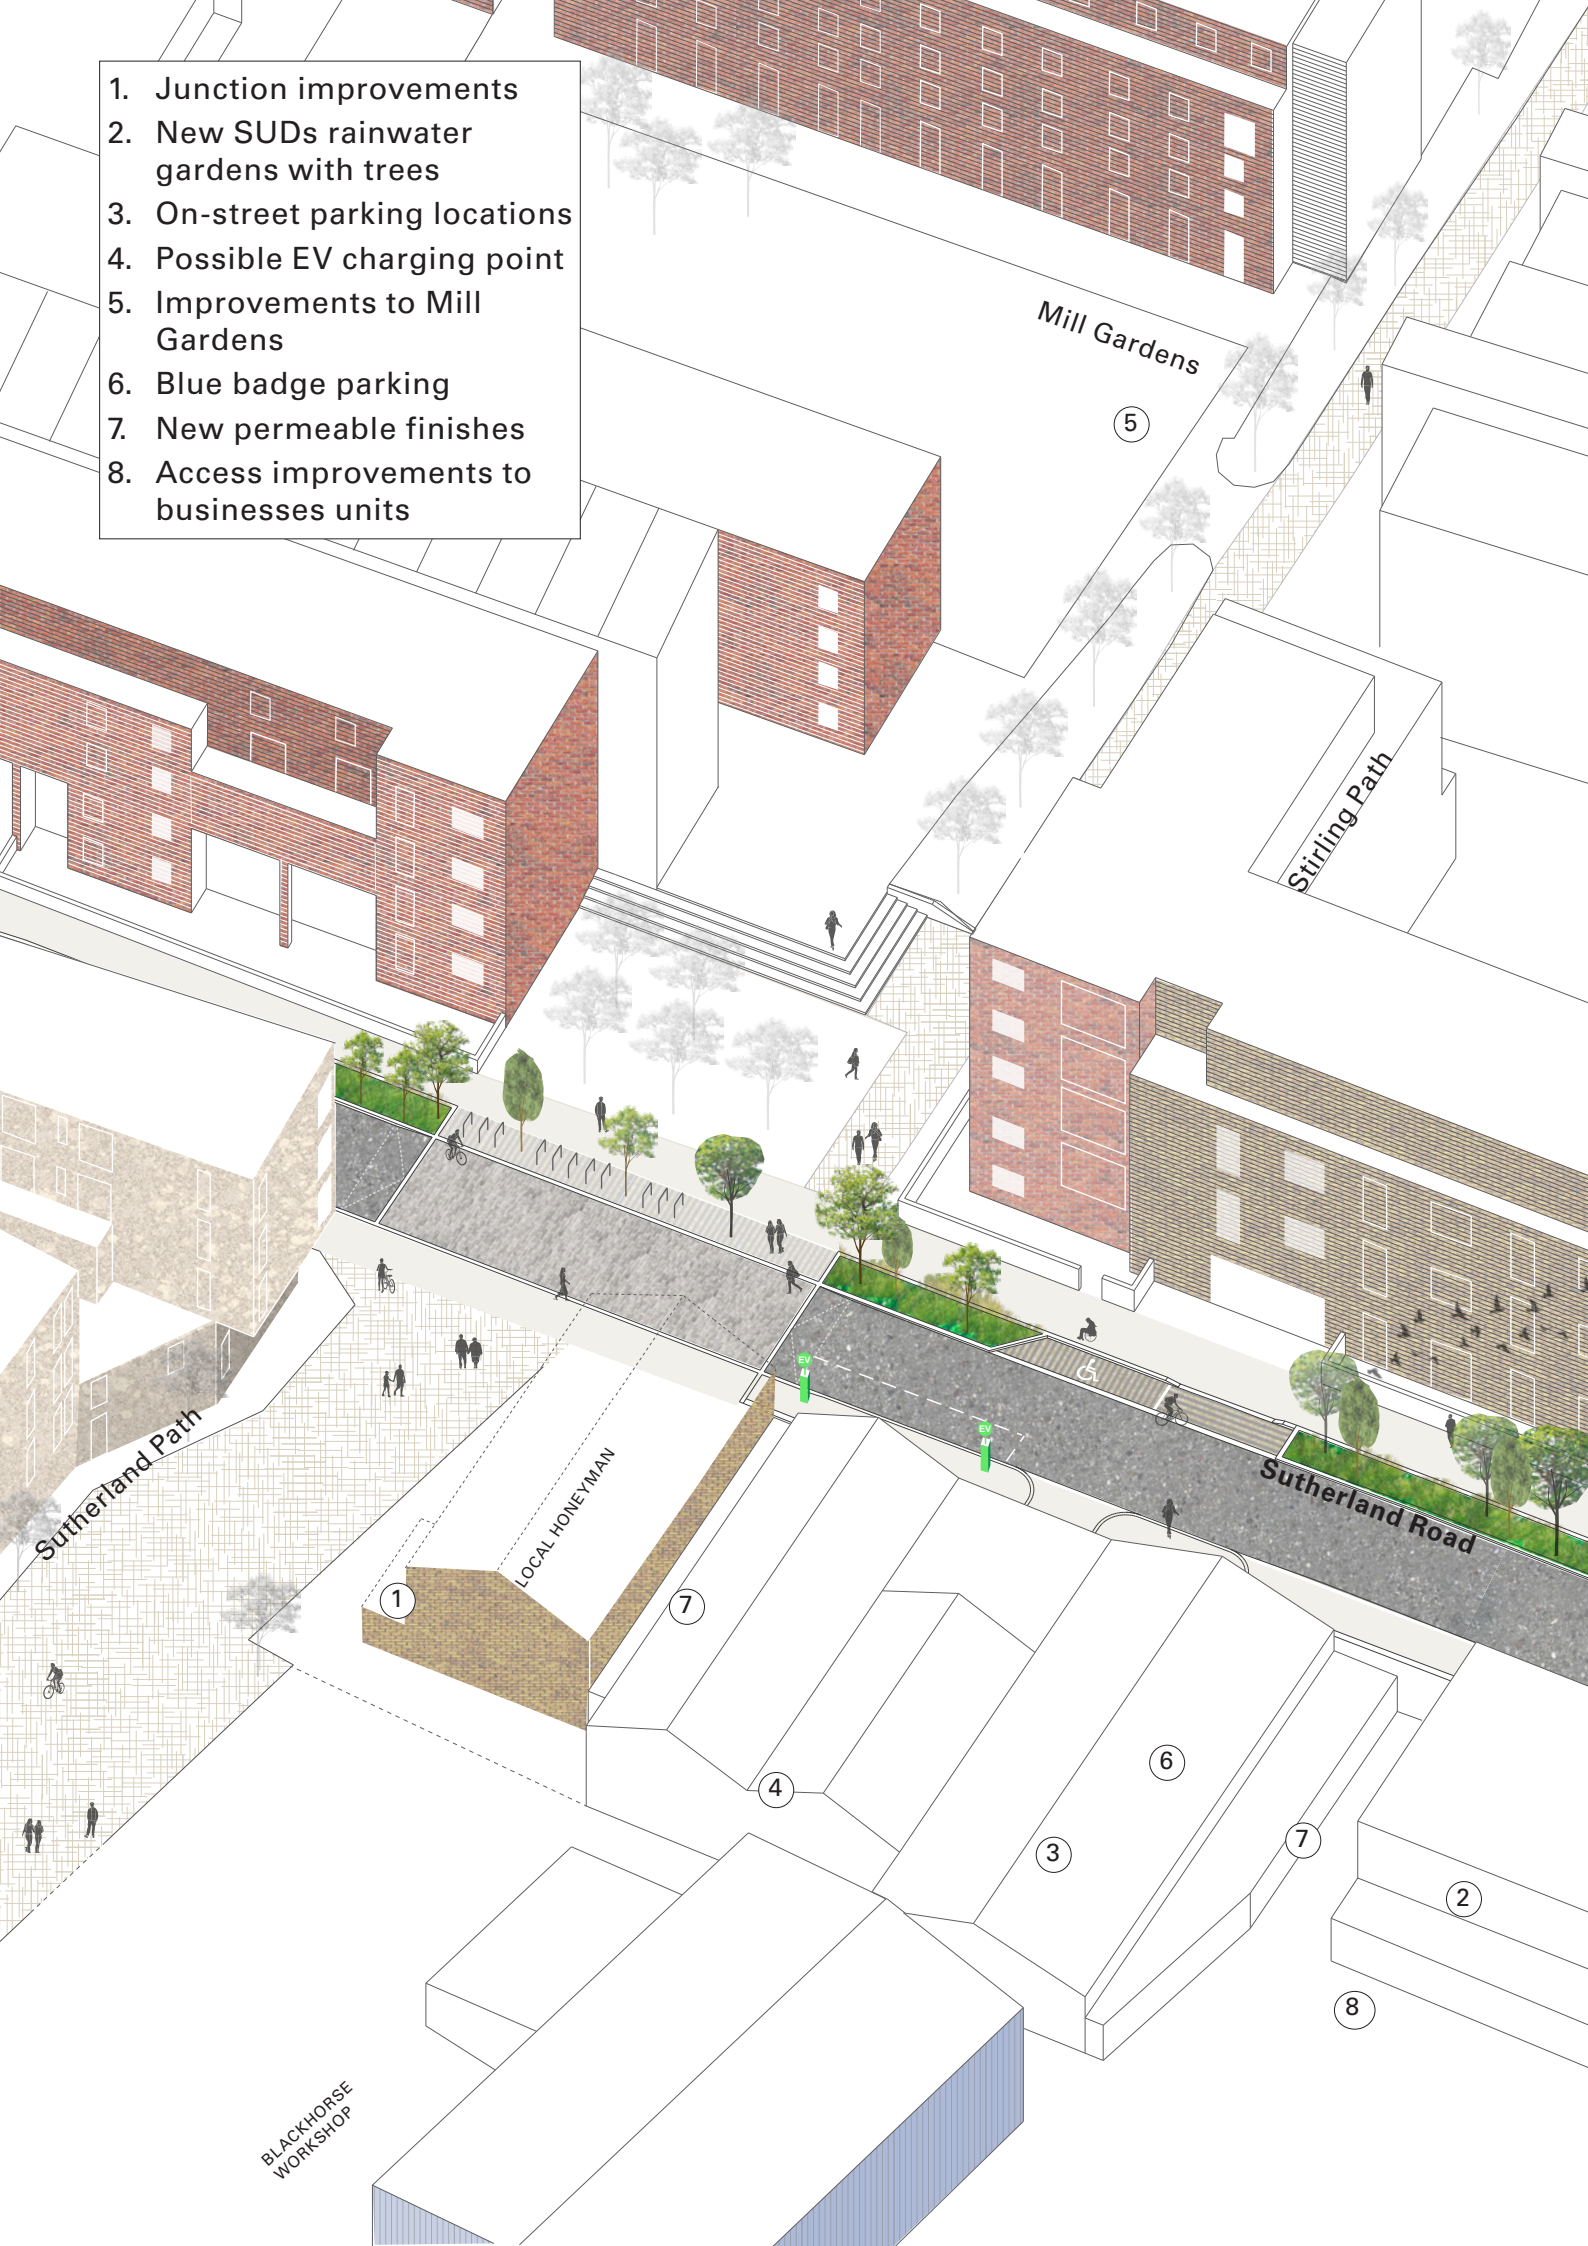 1. Junction improvements
2. New SUDs rainwater
gardens with trees
3. On-street parking locations
4. Possible EV charging point
5. Improvements to Mill
Gardens
6. Blue badge parking
7. New permeable finishes
8. Access improvements to
businesses units
Mill Gardens
5
Stirling Path
EV
EV
Sutherland Road
Sutherland Path
LOCAL HONEYMAN
1
7
6
4
3
7
2
8
BLACKHORSE
WORKSHOP